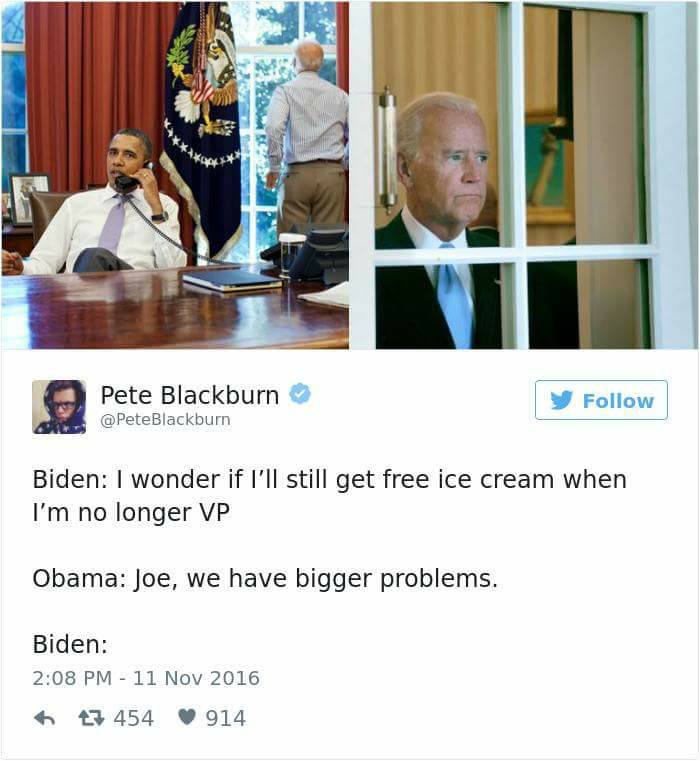 Pete Blackburn
@PeteBlackburn
Follow
Biden: I wonder if I’ll still get free ice cream when
I’m no longer VP
Obama: Joe, we have bigger problems.
Biden:
2:08 PM - 11 Nov 2016
454 914